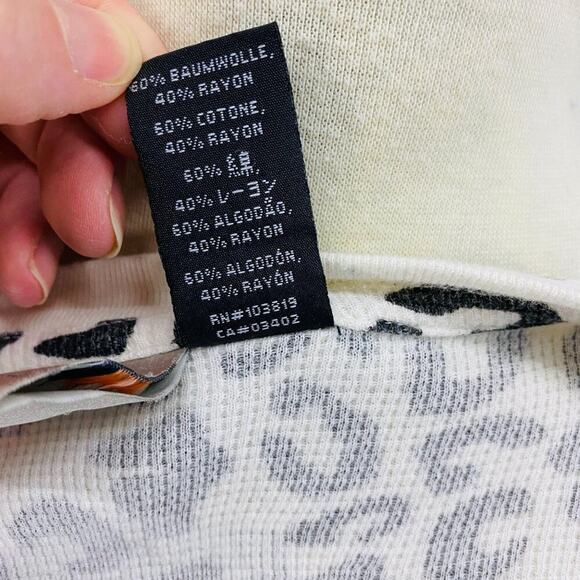 60% BAUMWOLLE,
40% RAYON
60% COTONE,
40% RAYON
60% 綿
40% レーヨン
60% ALGODÃO,
40% RAYON
60% ALGODÓN,
40% RAYÓN
RN#103819
CA#03402